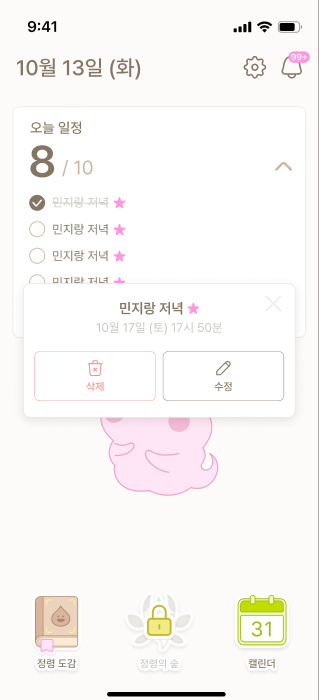 9:41
10월 13일 (화)
99+
오늘 일정
8 / 10
민지랑 저녁
민지랑 저녁
민지랑 저녁
민지랑 저녁
민지랑 저녁
10월 17일 (토) 17시 50분
삭제
수정
31
정령 도감
정령의 숲
캘린더